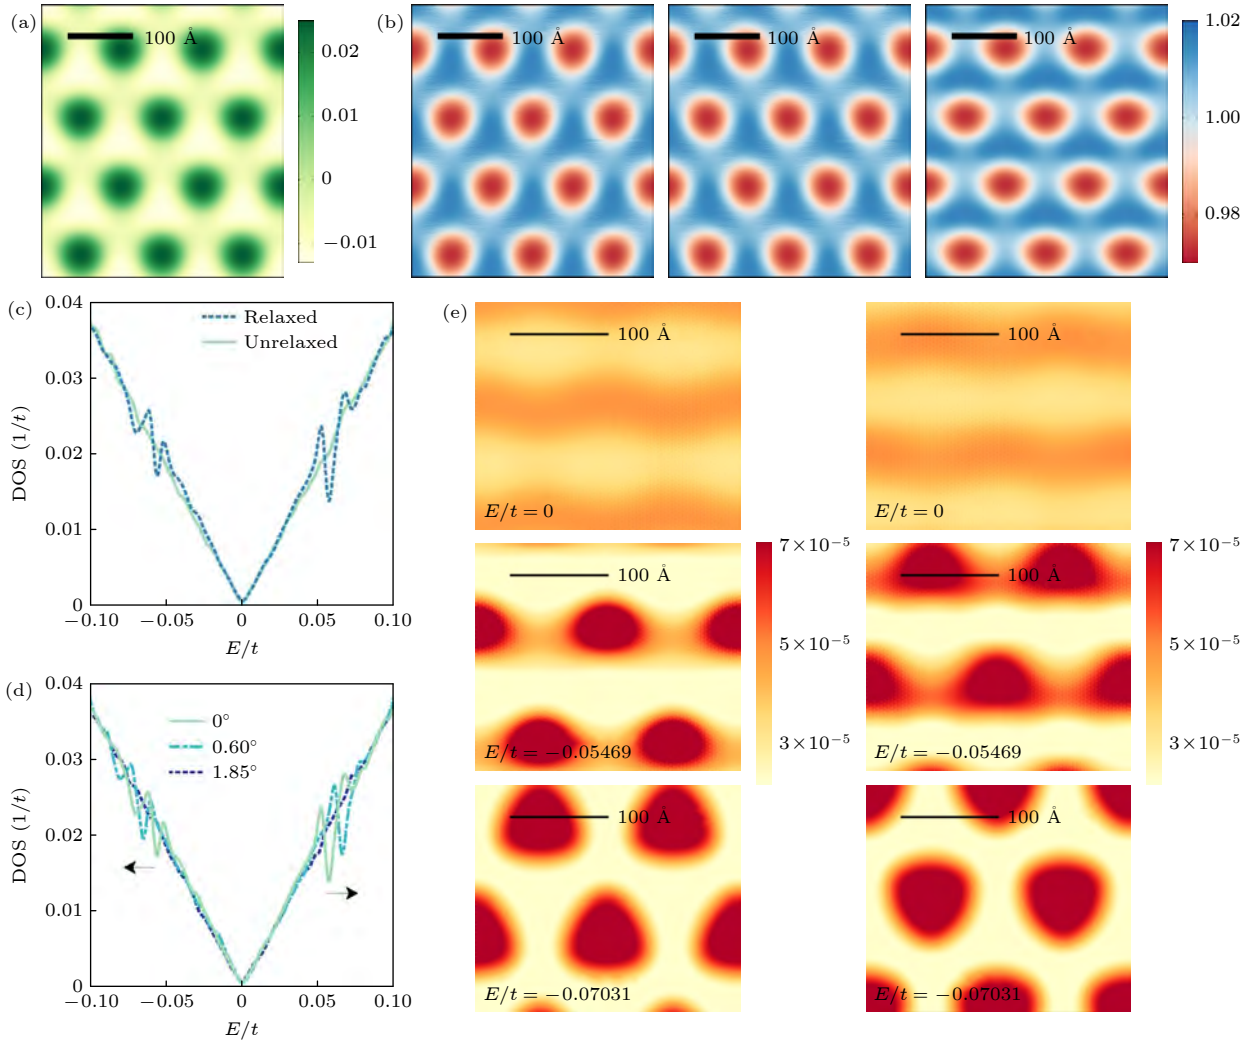 (a)
100 Å
0.02
0.01
0
−0.01
(b)
100 Å
100 Å
100 Å
1.02
1.00
0.98
(c)
0.04
0.03
0.02
0.01
0
DOS (1/t)
Relaxed
Unrelaxed
−0.10 −0.05 0 0.05 0.10
E/t
(d)
0.04
0.03
0.02
0.01
0
DOS (1/t)
0°
0.60°
1.85°
−0.10 −0.05 0 0.05 0.10
E/t
(e)
100 Å
E/t = 0
100 Å
E/t = 0
100 Å
E/t = −0.05469
7×10⁻⁵
5×10⁻⁵
3×10⁻⁵
100 Å
E/t = −0.05469
7×10⁻⁵
5×10⁻⁵
3×10⁻⁵
100 Å
E/t = −0.07031
100 Å
E/t = −0.07031